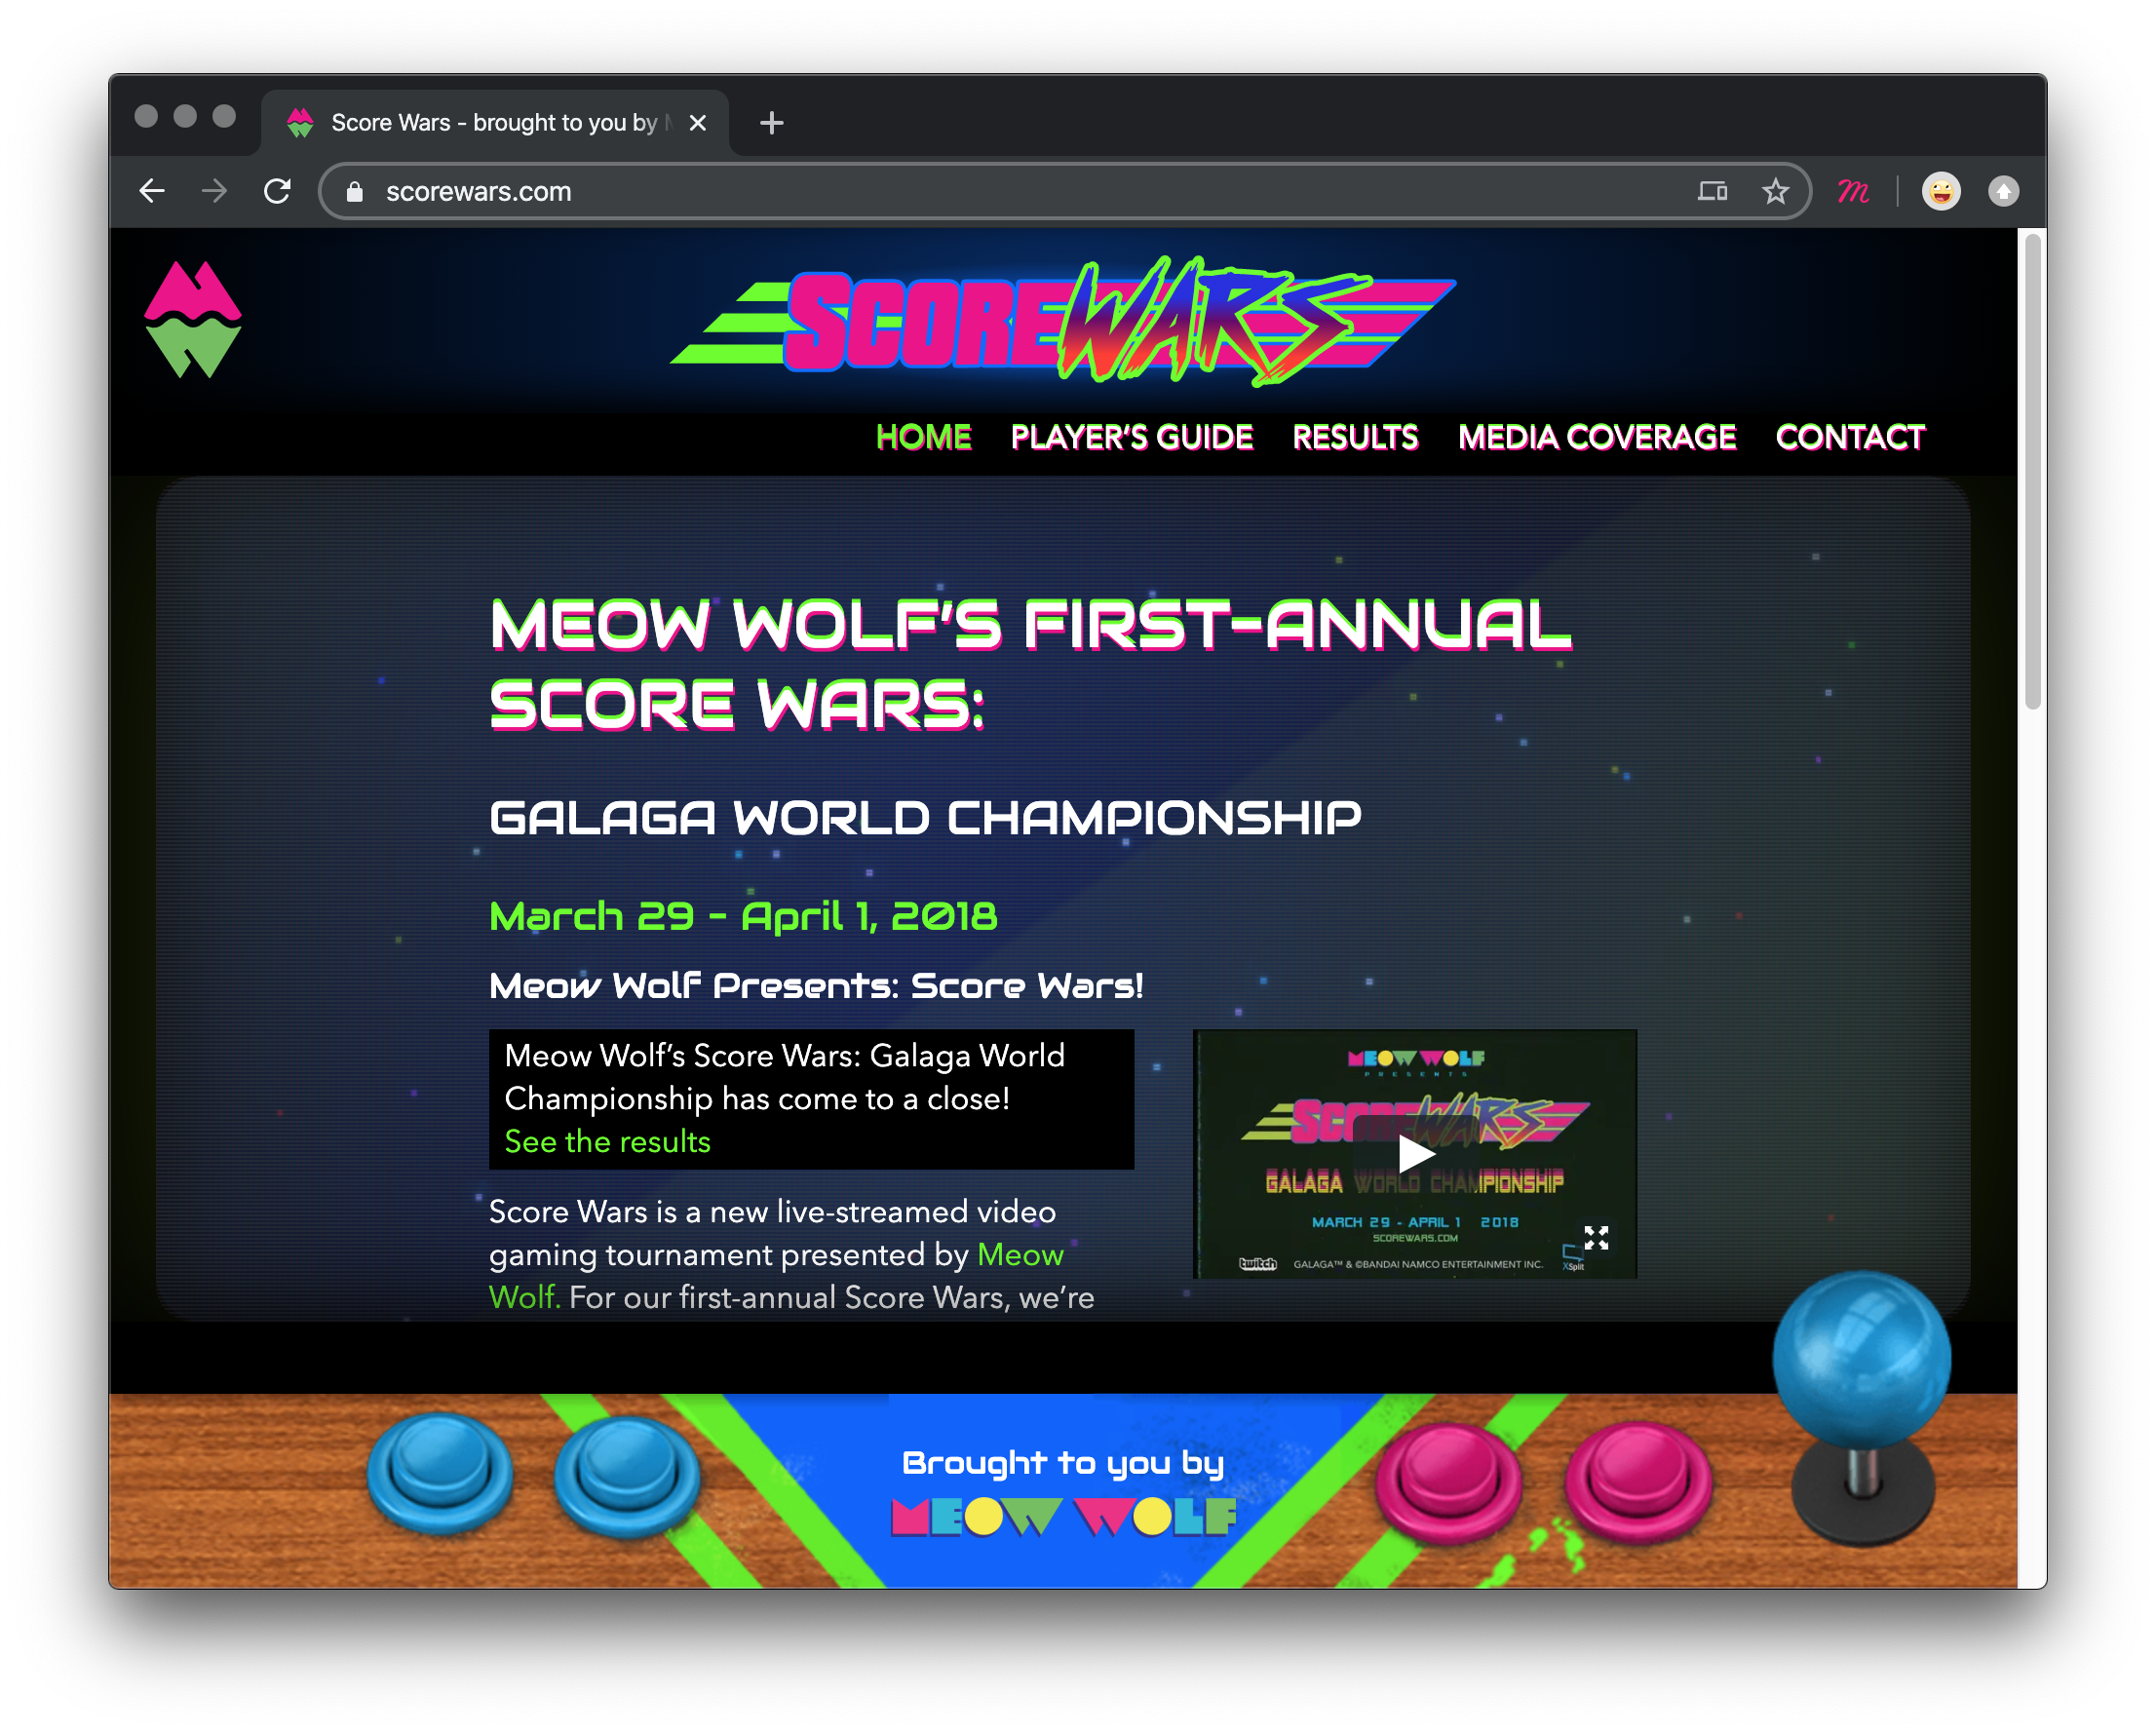 Score Wars - brought to you by
scorewars.com
SCORE WARS
HOME PLAYER'S GUIDE RESULTS MEDIA COVERAGE CONTACT
MEOW WOLF'S FIRST-ANNUAL
SCORE WARS:
GALAGA WORLD CHAMPIONSHIP
March 29 - April 1, 2018
Meow Wolf Presents: Score Wars!
Meow Wolf's Score Wars: Galaga World
Championship has come to a close!
See the results
Score Wars is a new live-streamed video
gaming tournament presented by Meow
Wolf. For our first-annual Score Wars, we're
MEOW WOLF
PRESENTS
SCORE WARS
GALAGA WORLD CHAMPIONSHIP
MARCH 29 - APRIL 1 2018
SCOREWARS.COM
twitch GALAGA™ & ©BANDAI NAMCO ENTERTAINMENT INC. XSplit
Brought to you by
MEOW WOLF